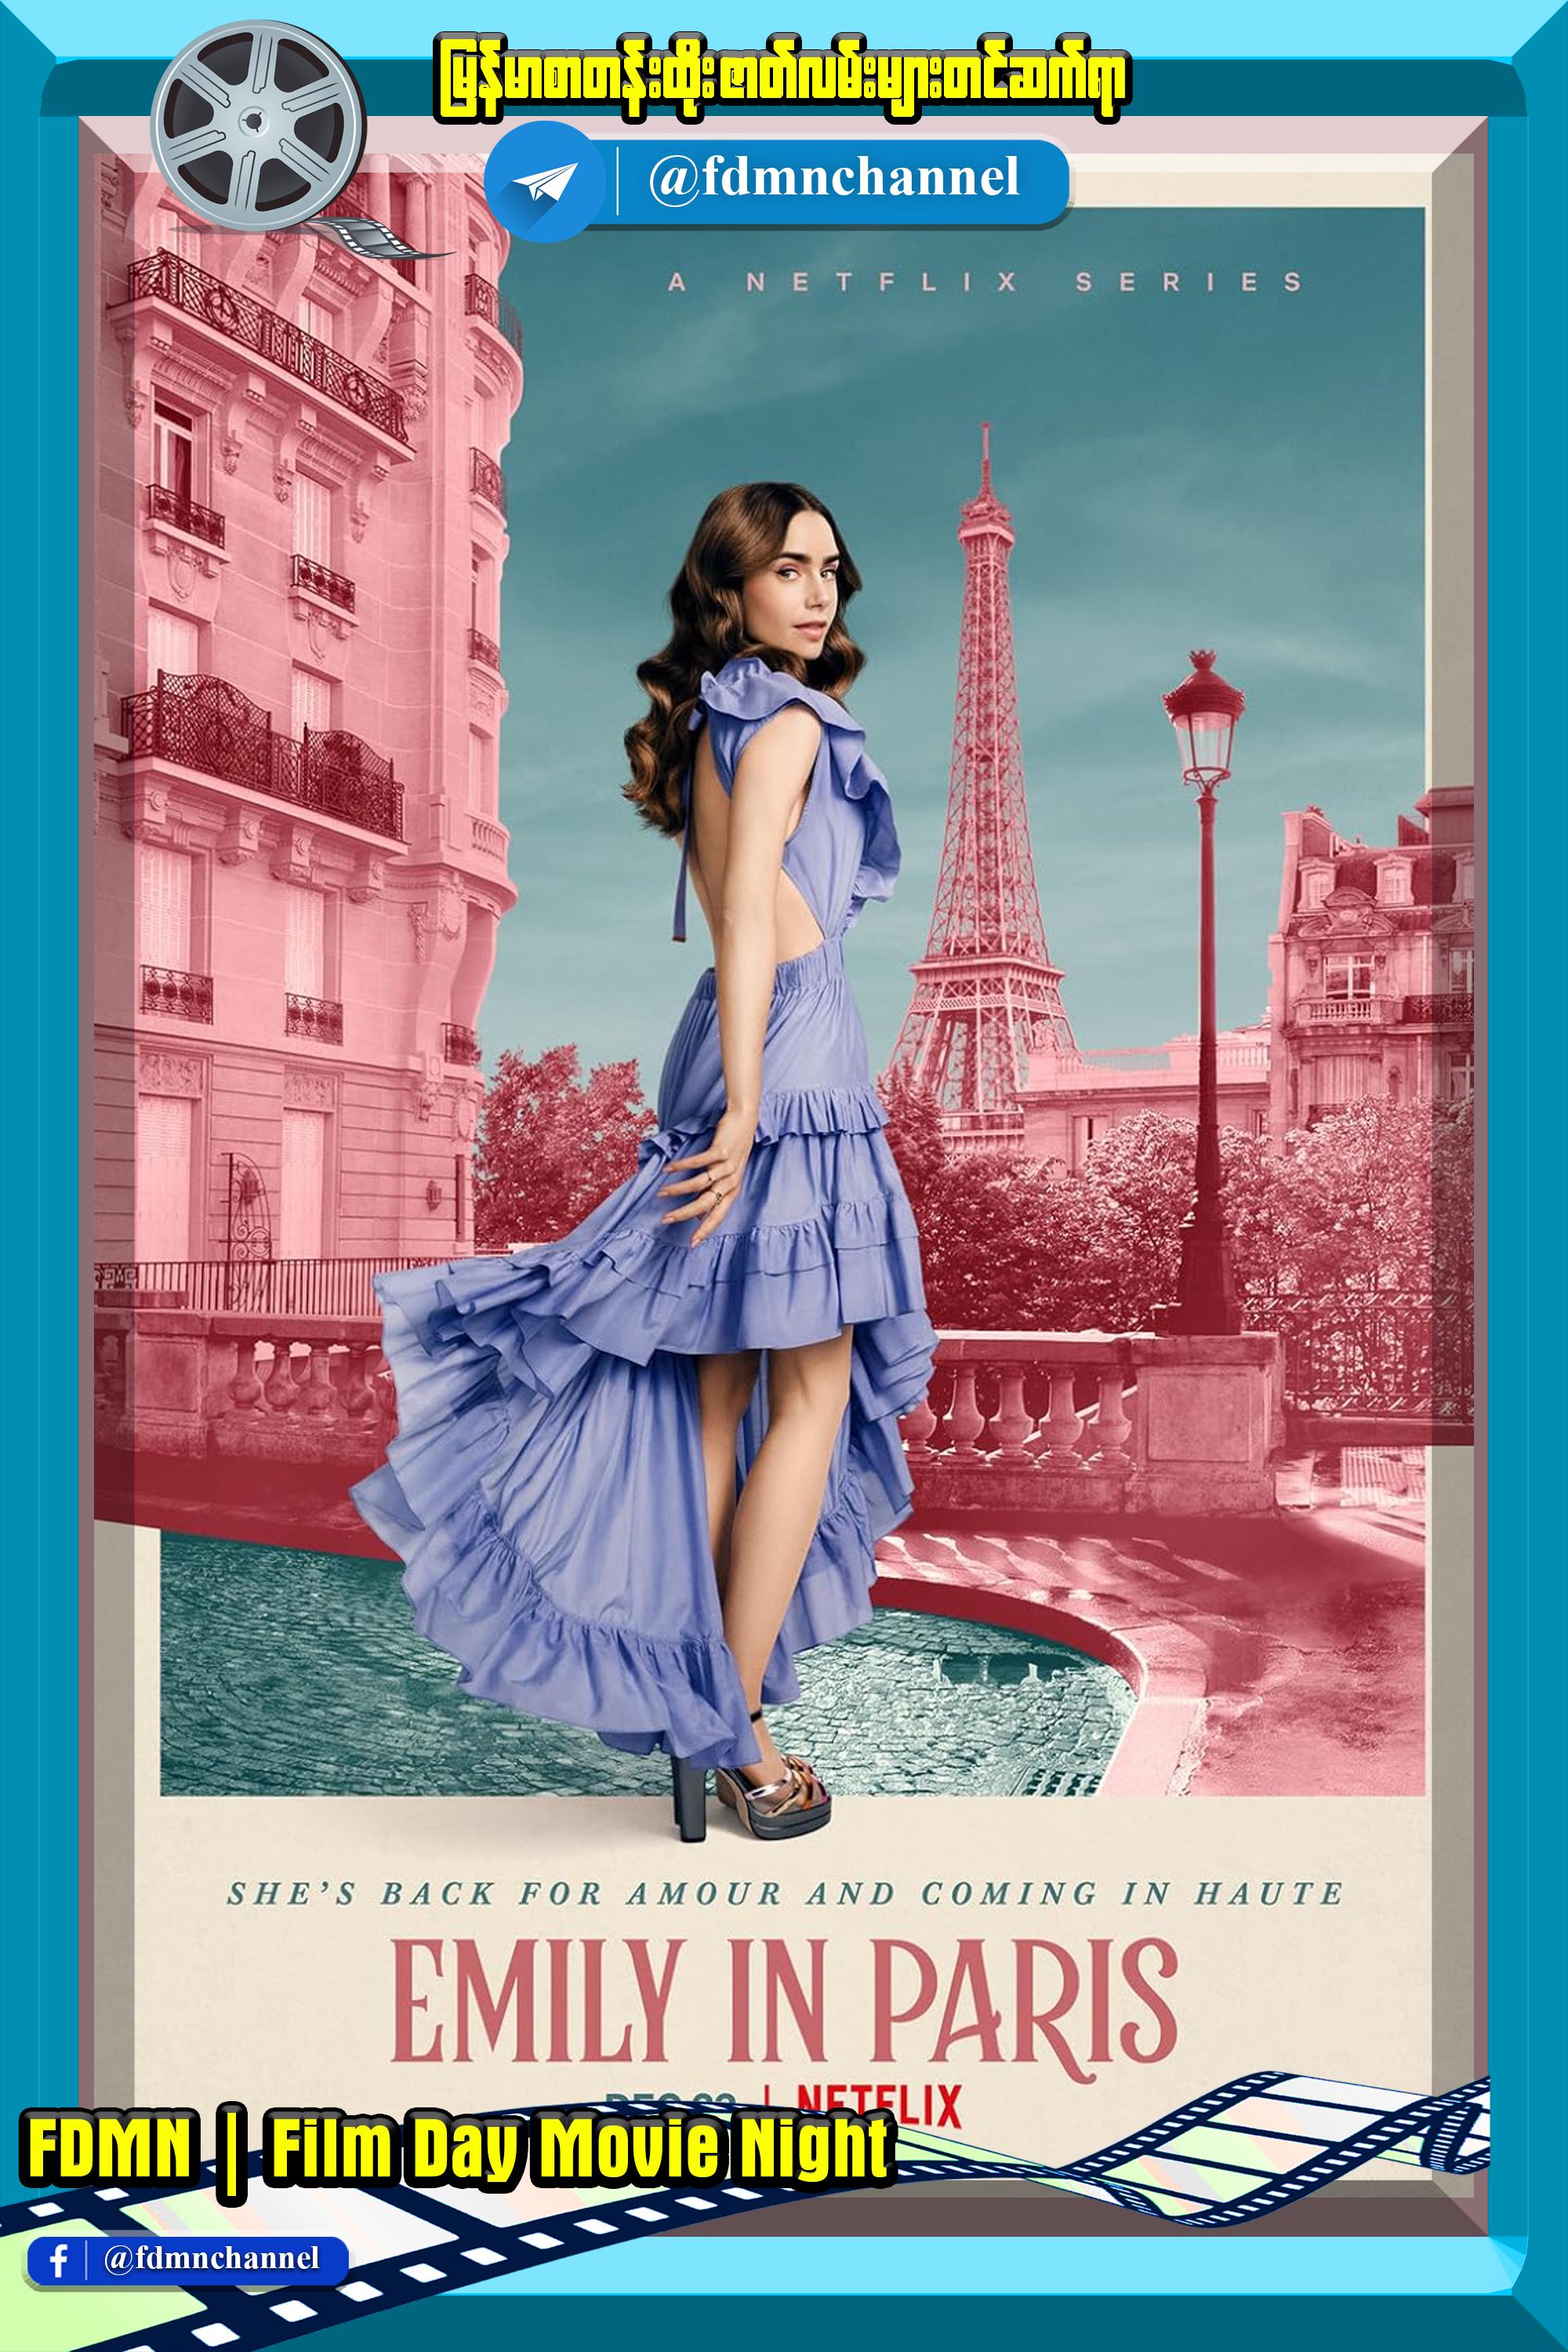 မြန်မာစာတန်းထိုး ဇာတ်လမ်းများတင်ဆက်ရာ
@fdmnchannel
A NETFLIX SERIES
SHE'S BACK FOR AMOUR AND COMING IN HAUTE
EMILY IN PARIS
DEC 22 | NETFLIX
FDMN | Film Day Movie Night
f @fdmnchannel